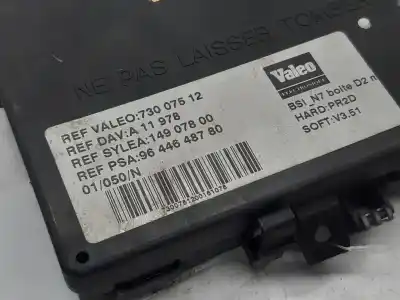 NE PAS LAISSER TOMBER
REF VALEO:730 075 12
REF DAV:A 11 978
REF SYLEA:149 078 00
REF PSA:96 446 487 80
01/050/N
Valeo
BSI_N7 boite D2 n
HARD:PR2D
SOFT:V3.51